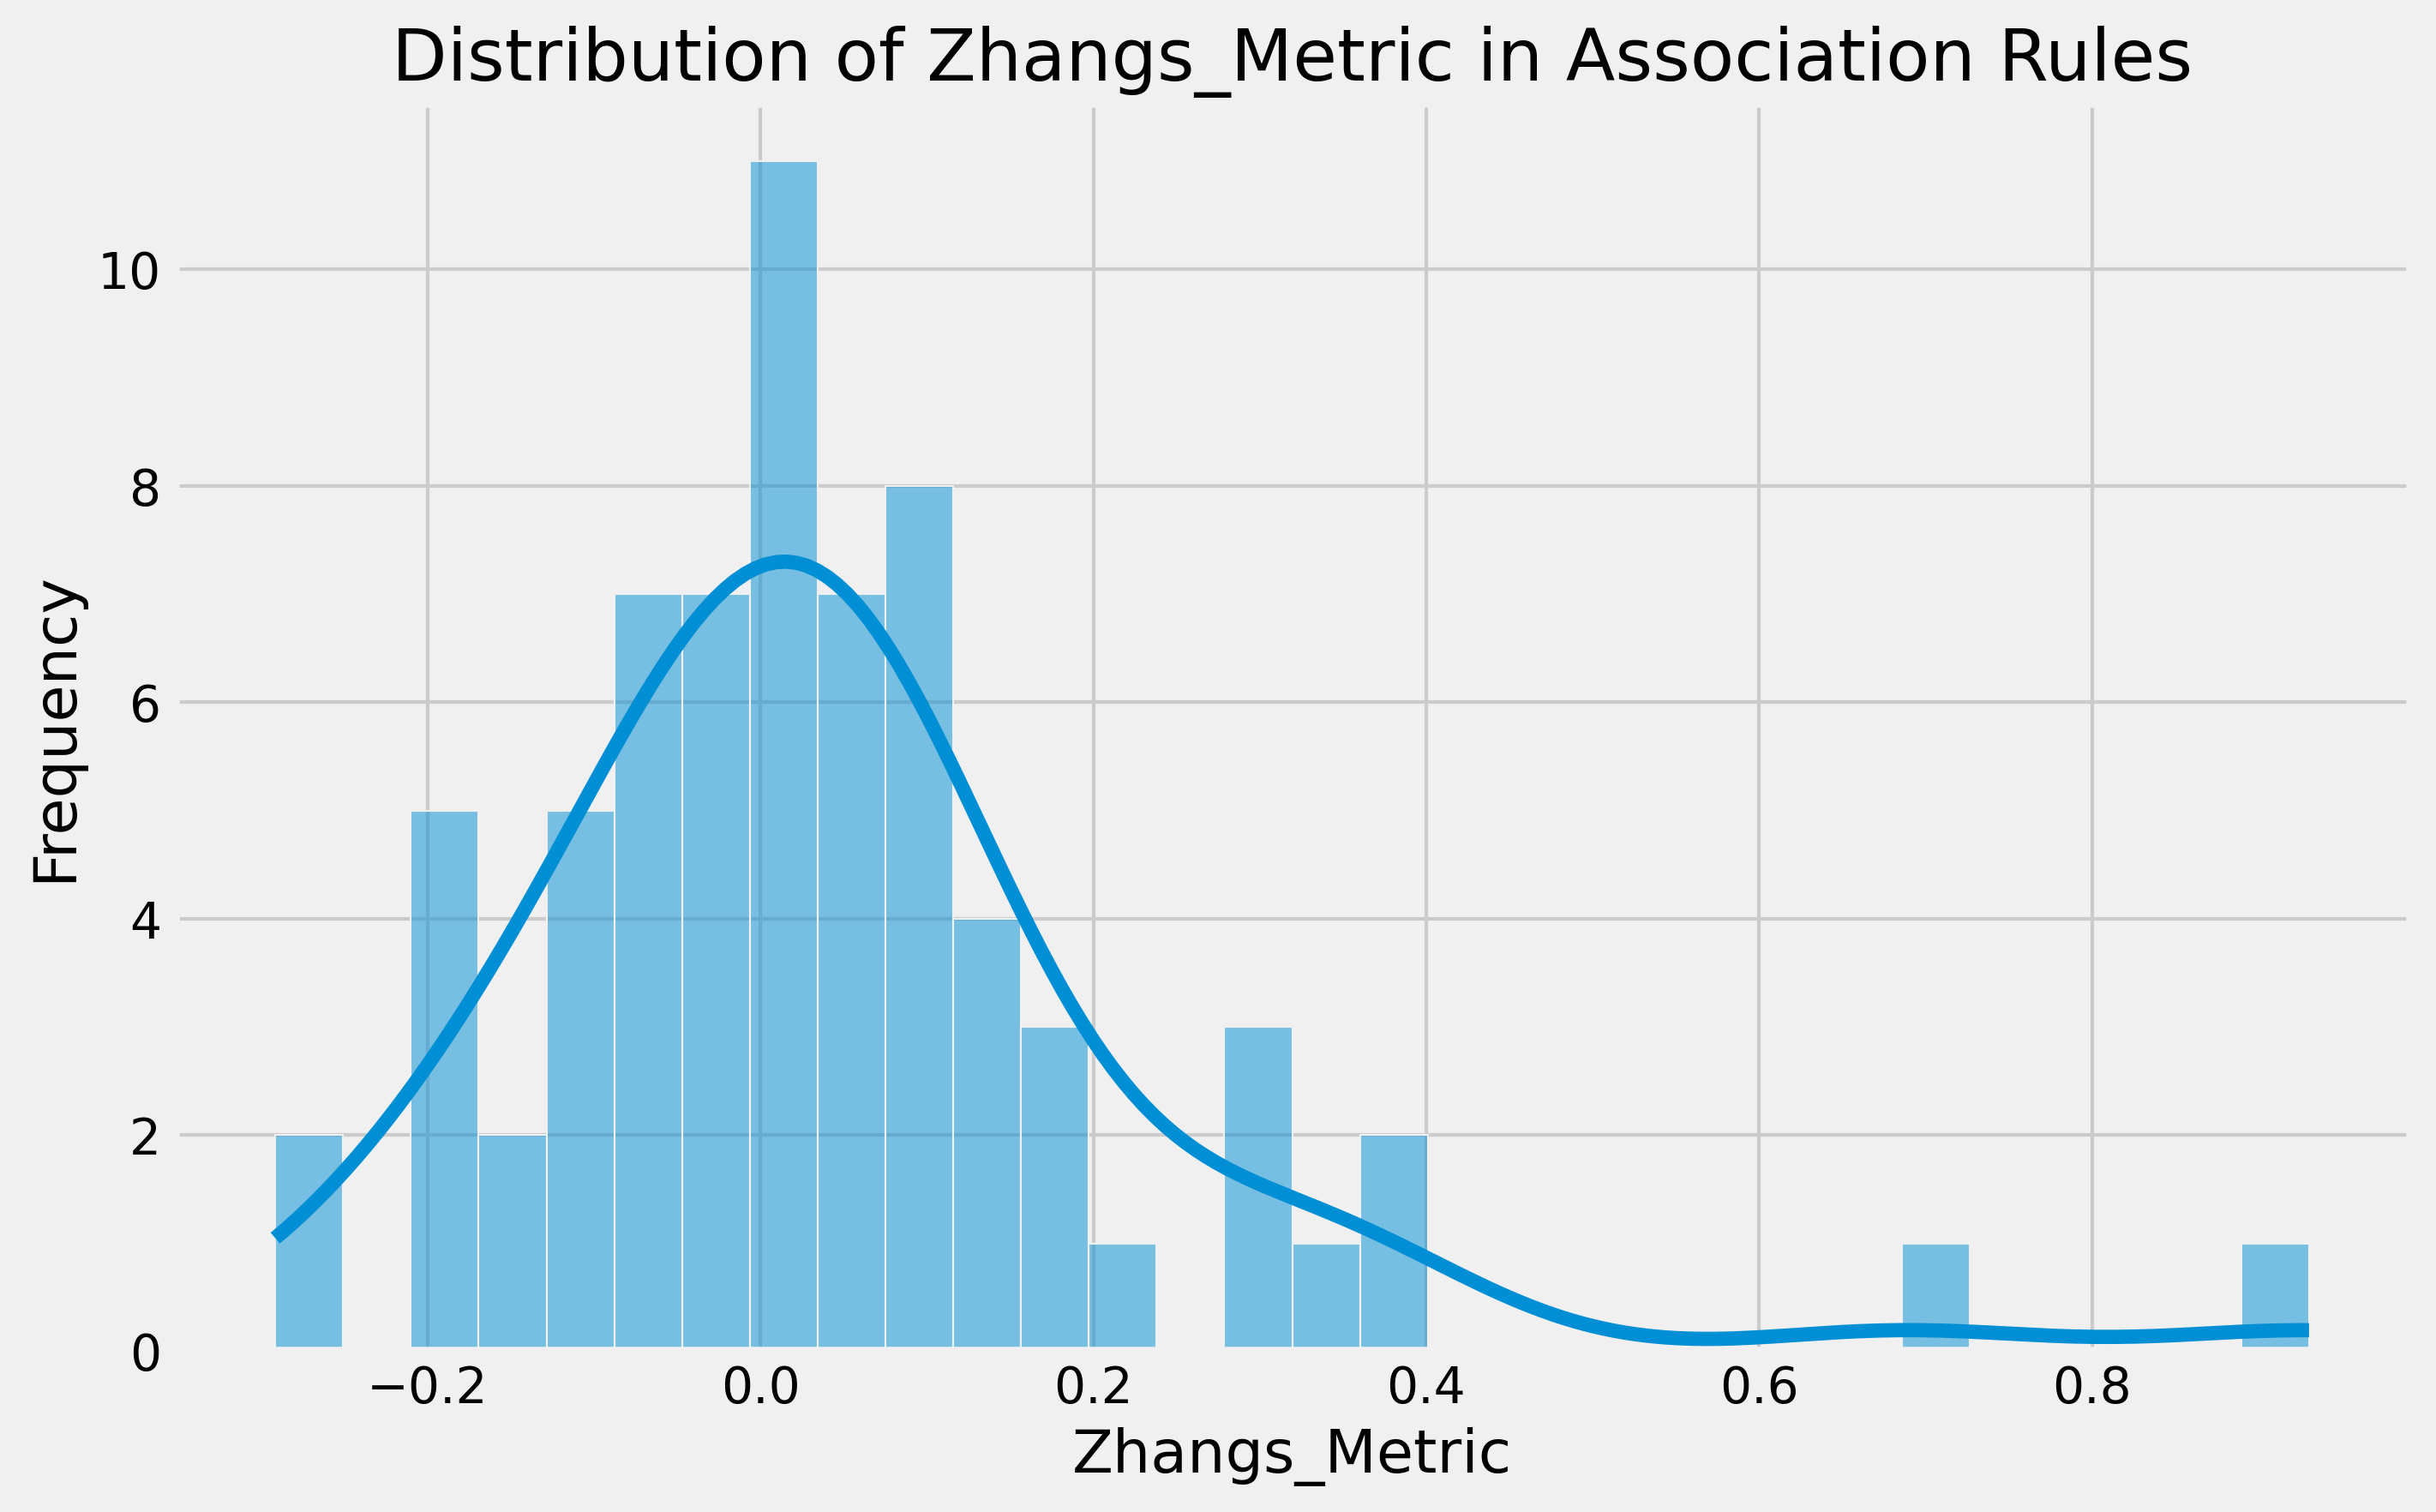 Distribution of Zhangs_Metric in Association Rules
Frequency
10
8
6
4
2
0
−0.2 0.0 0.2 0.4 0.6 0.8
Zhangs_Metric